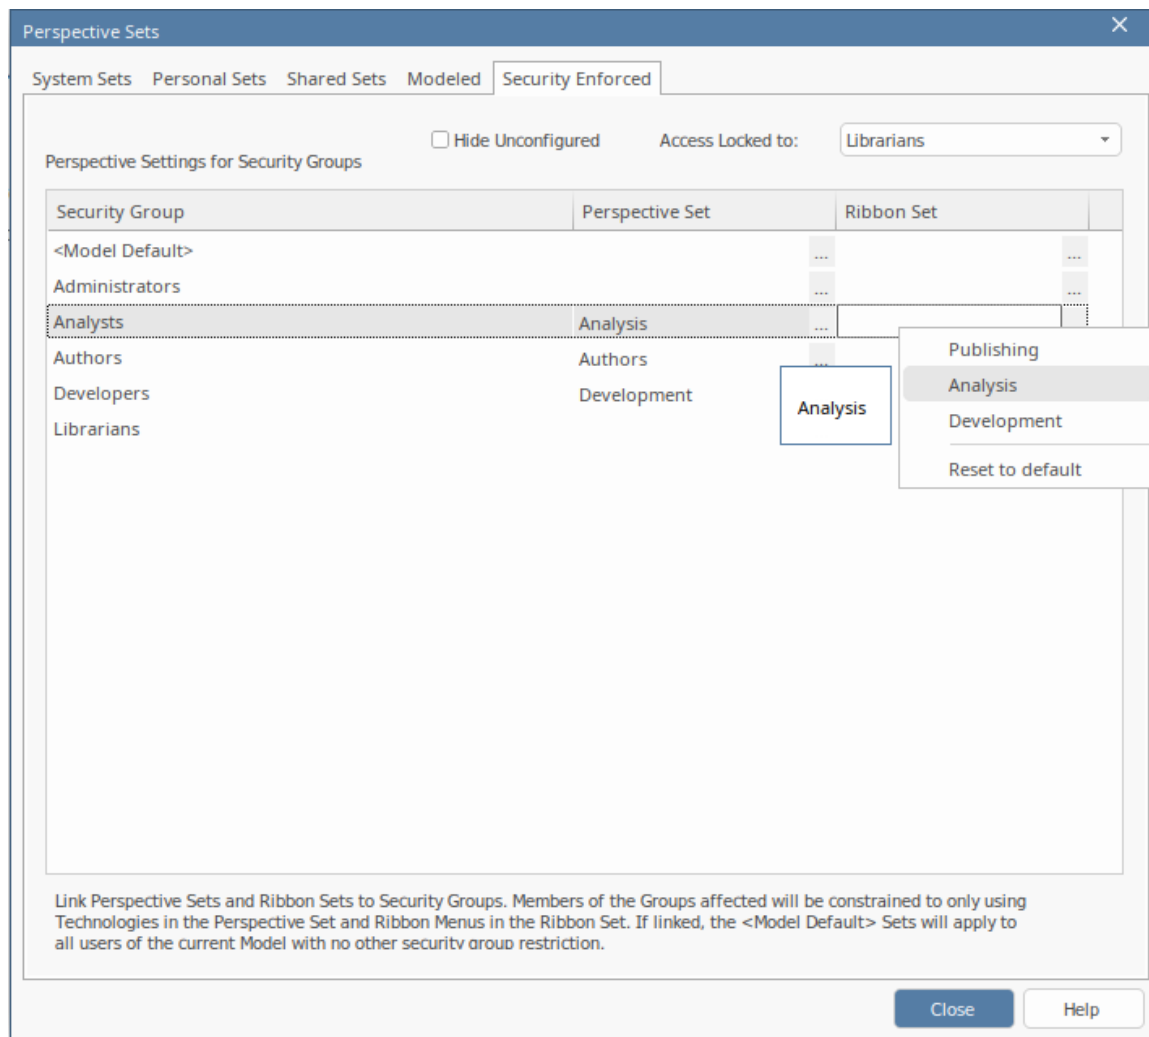 Perspective Sets
System Sets Personal Sets Shared Sets Modeled Security Enforced
Hide Unconfigured Access Locked to: Librarians
Perspective Settings for Security Groups
Security Group Perspective Set Ribbon Set
<Model Default> ... ...
Administrators ... ...
Analysts Analysis ...
Publishing
Authors Authors ...
Analysis
Developers Development
Analysis
Development
Librarians
Reset to default
Link Perspective Sets and Ribbon Sets to Security Groups. Members of the Groups affected will be constrained to only using
Technologies in the Perspective Set and Ribbon Menus in the Ribbon Set. If linked, the <Model Default> Sets will apply to
all users of the current Model with no other security group restriction.
Close Help